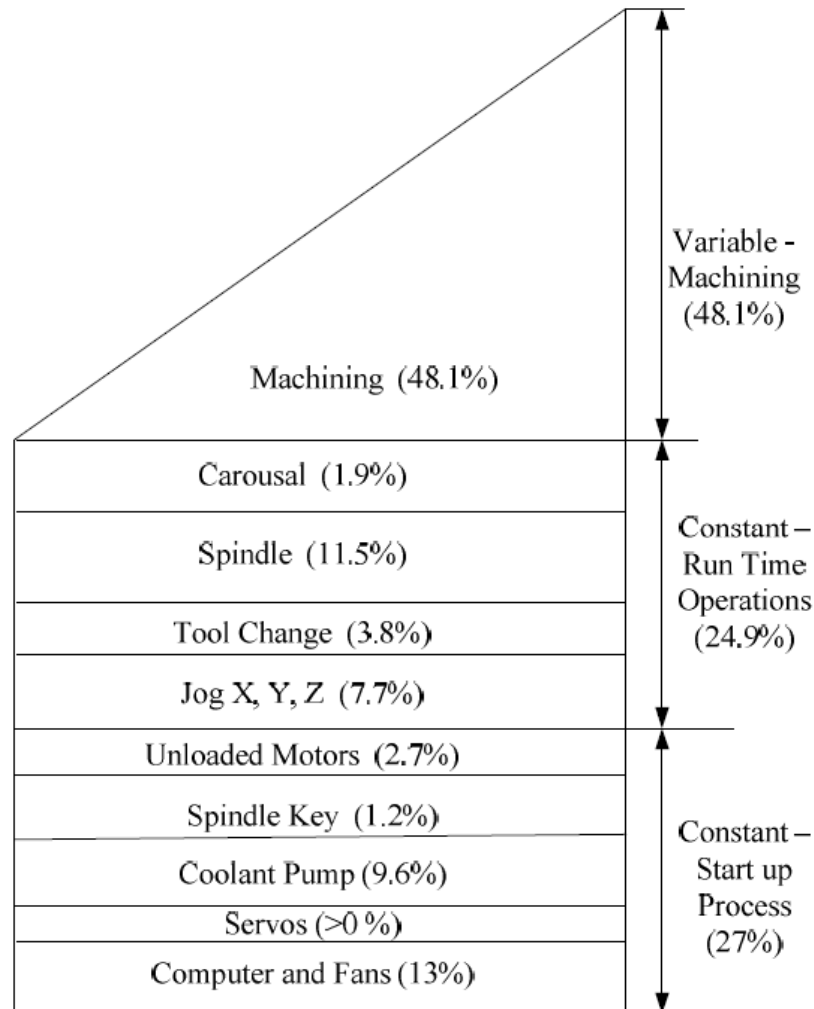 Variable -
Machining
(48.1%)
Machining (48.1%)
Carousal (1.9%)
Spindle (11.5%)
Tool Change (3.8%)
Jog X, Y, Z (7.7%)
Constant –
Run Time
Operations
(24.9%)
Unloaded Motors (2.7%)
Spindle Key (1.2%)
Coolant Pump (9.6%)
Servos (>0 %)
Computer and Fans (13%)
Constant –
Start up
Process
(27%)